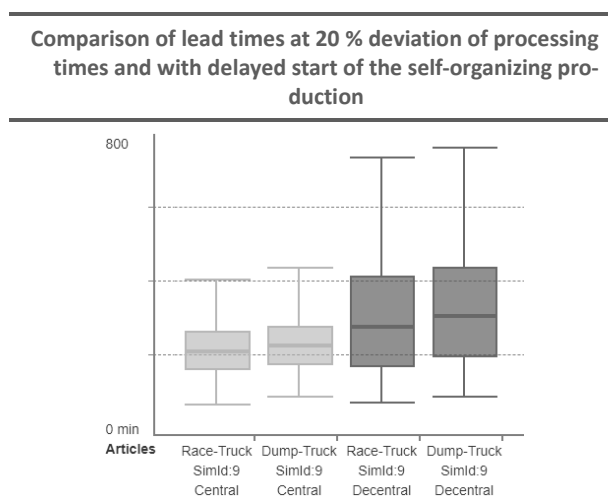 Comparison of lead times at 20 % deviation of processing
times and with delayed start of the self-organizing pro-
duction
800
0 min
Articles Race-Truck Dump-Truck Race-Truck Dump-Truck
SimId:9 SimId:9 SimId:9 SimId:9
Central Central Decentral Decentral